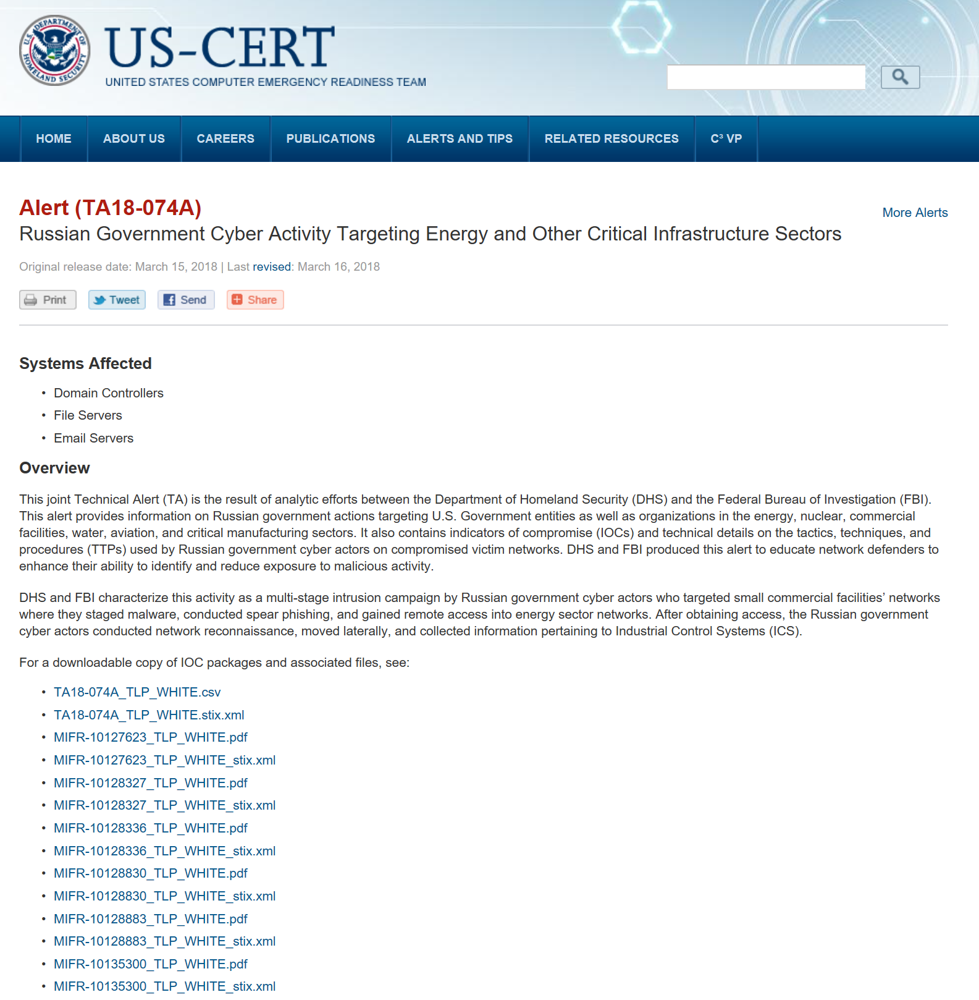 U.S. DEPARTMENT OF
HOMELAND SECURITY
US-CERT
UNITED STATES COMPUTER EMERGENCY READINESS TEAM
HOME ABOUT US CAREERS PUBLICATIONS ALERTS AND TIPS RELATED RESOURCES C³ VP
Alert (TA18-074A)
More Alerts
Russian Government Cyber Activity Targeting Energy and Other Critical Infrastructure Sectors
Original release date: March 15, 2018 | Last revised: March 16, 2018
Print Tweet Send Share
Systems Affected
• Domain Controllers
• File Servers
• Email Servers
Overview
This joint Technical Alert (TA) is the result of analytic efforts between the Department of Homeland Security (DHS) and the Federal Bureau of Investigation (FBI).
This alert provides information on Russian government actions targeting U.S. Government entities as well as organizations in the energy, nuclear, commercial
facilities, water, aviation, and critical manufacturing sectors. It also contains indicators of compromise (IOCs) and technical details on the tactics, techniques, and
procedures (TTPs) used by Russian government cyber actors on compromised victim networks. DHS and FBI produced this alert to educate network defenders to
enhance their ability to identify and reduce exposure to malicious activity.
DHS and FBI characterize this activity as a multi-stage intrusion campaign by Russian government cyber actors who targeted small commercial facilities’ networks
where they staged malware, conducted spear phishing, and gained remote access into energy sector networks. After obtaining access, the Russian government
cyber actors conducted network reconnaissance, moved laterally, and collected information pertaining to Industrial Control Systems (ICS).
For a downloadable copy of IOC packages and associated files, see:
• TA18-074A_TLP_WHITE.csv
• TA18-074A_TLP_WHITE.stix.xml
• MIFR-10127623_TLP_WHITE.pdf
• MIFR-10127623_TLP_WHITE_stix.xml
• MIFR-10128327_TLP_WHITE.pdf
• MIFR-10128327_TLP_WHITE_stix.xml
• MIFR-10128336_TLP_WHITE.pdf
• MIFR-10128336_TLP_WHITE_stix.xml
• MIFR-10128830_TLP_WHITE.pdf
• MIFR-10128830_TLP_WHITE_stix.xml
• MIFR-10128883_TLP_WHITE.pdf
• MIFR-10128883_TLP_WHITE_stix.xml
• MIFR-10135300_TLP_WHITE.pdf
• MIFR-10135300_TLP_WHITE_stix.xml